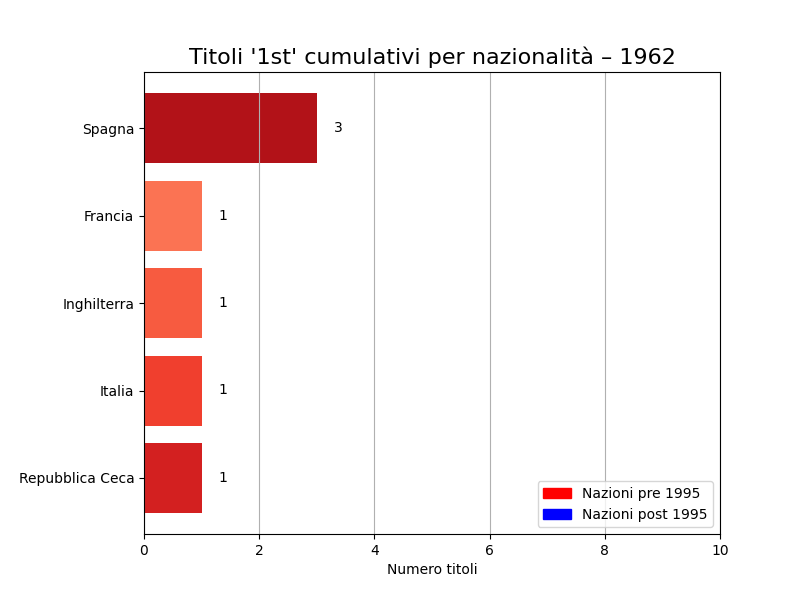 Titoli '1st' cumulativi per nazionalità – 1962
Spagna
3
Francia
1
Inghilterra
1
Italia
1
Repubblica Ceca
1
Nazioni pre 1995
Nazioni post 1995
0 2 4 6 8 10
Numero titoli